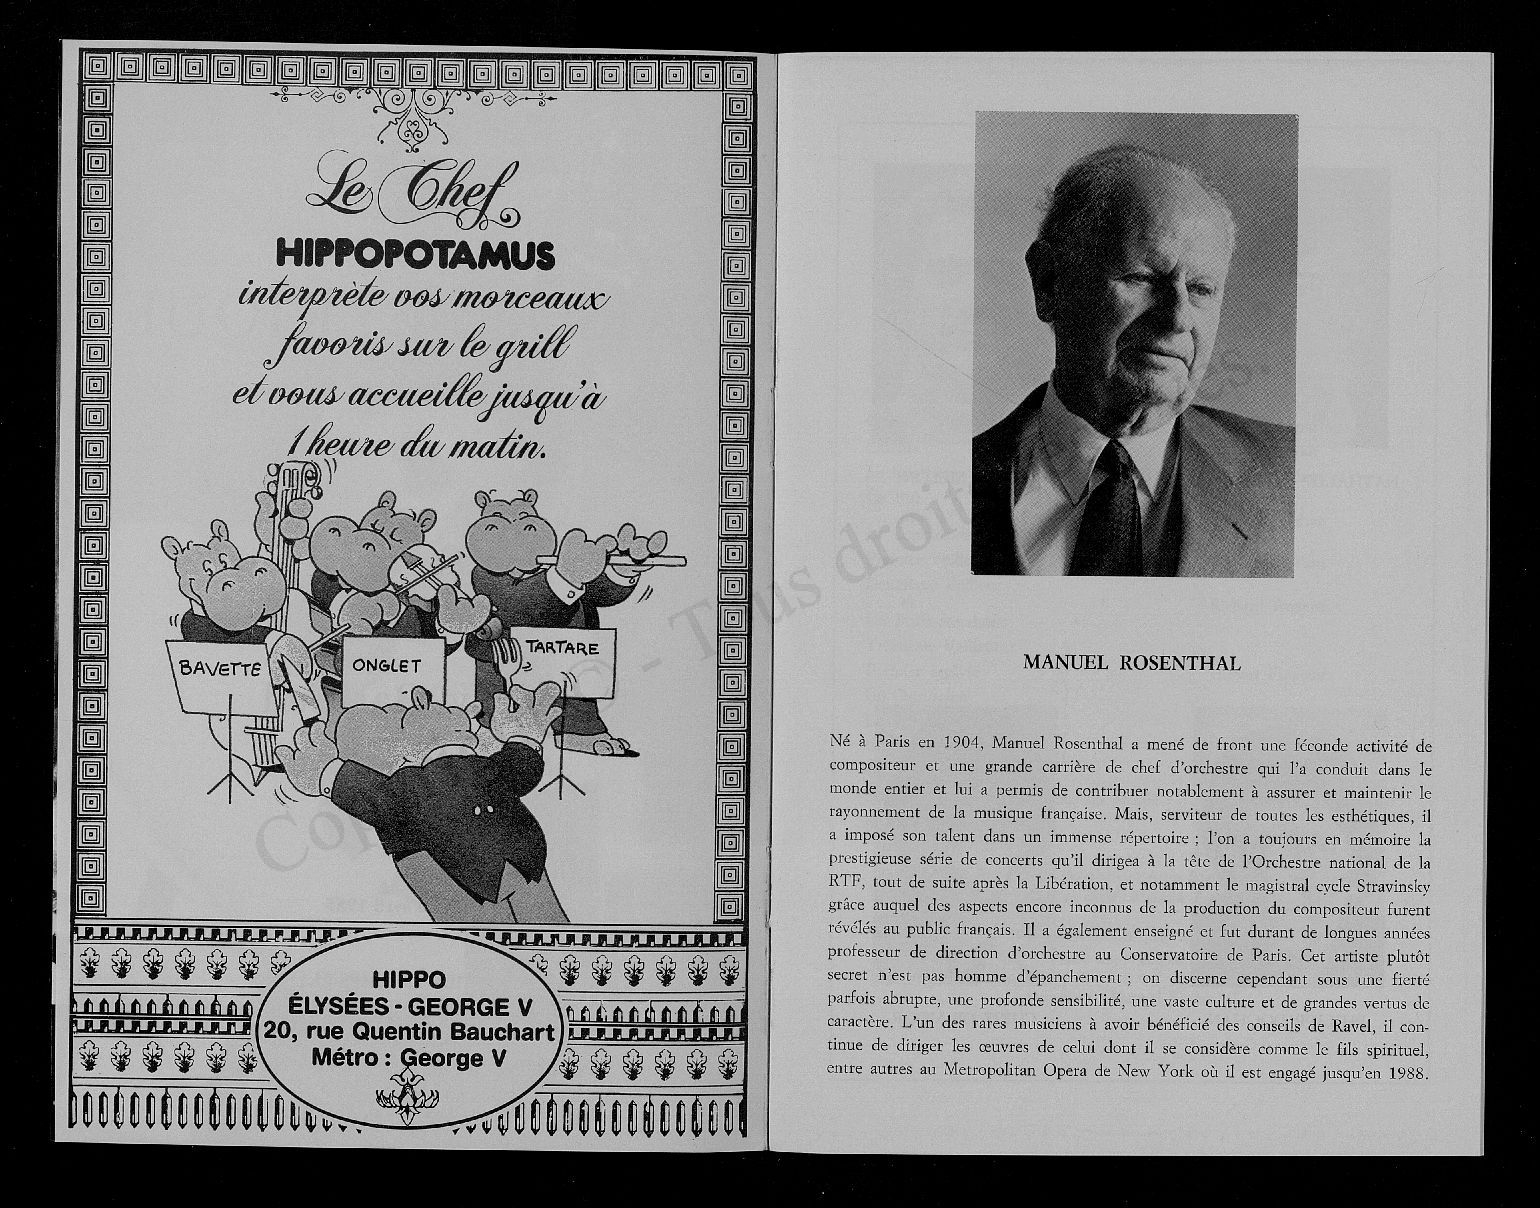 Le Chef
HIPPOPOTAMUS
interprète vos morceaux
favoris sur le grill
et vous accueille jusqu'à
1 heure du matin.
BAVETTE
ONGLET
TARTARE
HIPPO
ÉLYSÉES - GEORGE V
20, rue Quentin Bauchart
Métro : George V
MANUEL ROSENTHAL
Né à Paris en 1904, Manuel Rosenthal a mené de front une féconde activité de
compositeur et une grande carrière de chef d'orchestre qui l'a conduit dans le
monde entier et lui a permis de contribuer notablement à assurer et maintenir le
rayonnement de la musique française. Mais, serviteur de toutes les esthétiques, il
a imposé son talent dans un immense répertoire ; l'on a toujours en mémoire la
prestigieuse série de concerts qu'il dirigea à la tête de l'Orchestre national de la
RTF, tout de suite après la Libération, et notamment le magistral cycle Stravinsky
grâce auquel des aspects encore inconnus de la production du compositeur furent
révélés au public français. Il a également enseigné et fut durant de longues années
professeur de direction d'orchestre au Conservatoire de Paris. Cet artiste plutôt
secret n'est pas homme d'épanchement ; on discerne cependant sous une fierté
parfois abrupte, une profonde sensibilité, une vaste culture et de grandes vertus de
caractère. L'un des rares musiciens à avoir bénéficié des conseils de Ravel, il con-
tinue de diriger les œuvres de celui dont il se considère comme le fils spirituel,
entre autres au Metropolitan Opera de New York où il est engagé jusqu'en 1988.
© - Tous droits